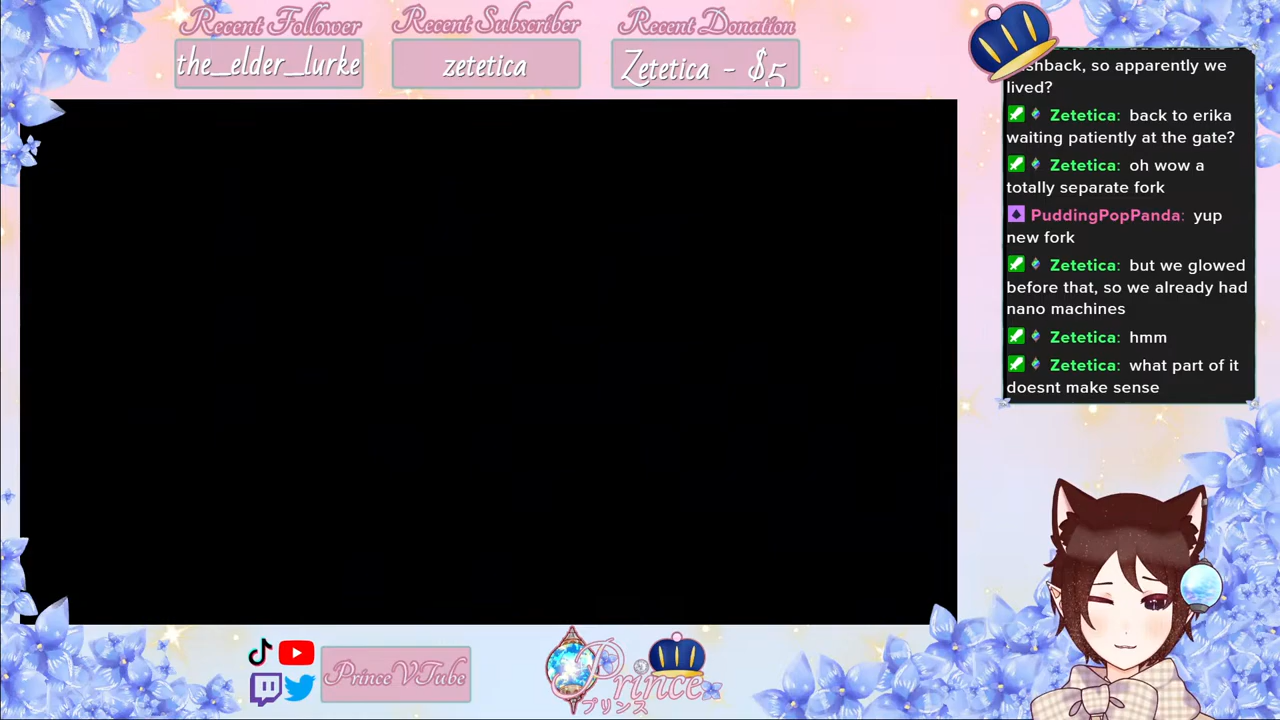 Recent Follower
Recent Subscriber
Recent Donation
the_elder_lurke
zetetica
Zetetica - $5
shback, so apparently we
lived?
Zetetica: back to erika
waiting patiently at the gate?
Zetetica: oh wow a
totally separate fork
PuddingPopPanda: yup
new fork
Zetetica: but we glowed
before that, so we already had
nano machines
Zetetica: hmm
Zetetica: what part of it
doesnt make sense
Prince VTube
Prince
プリンス